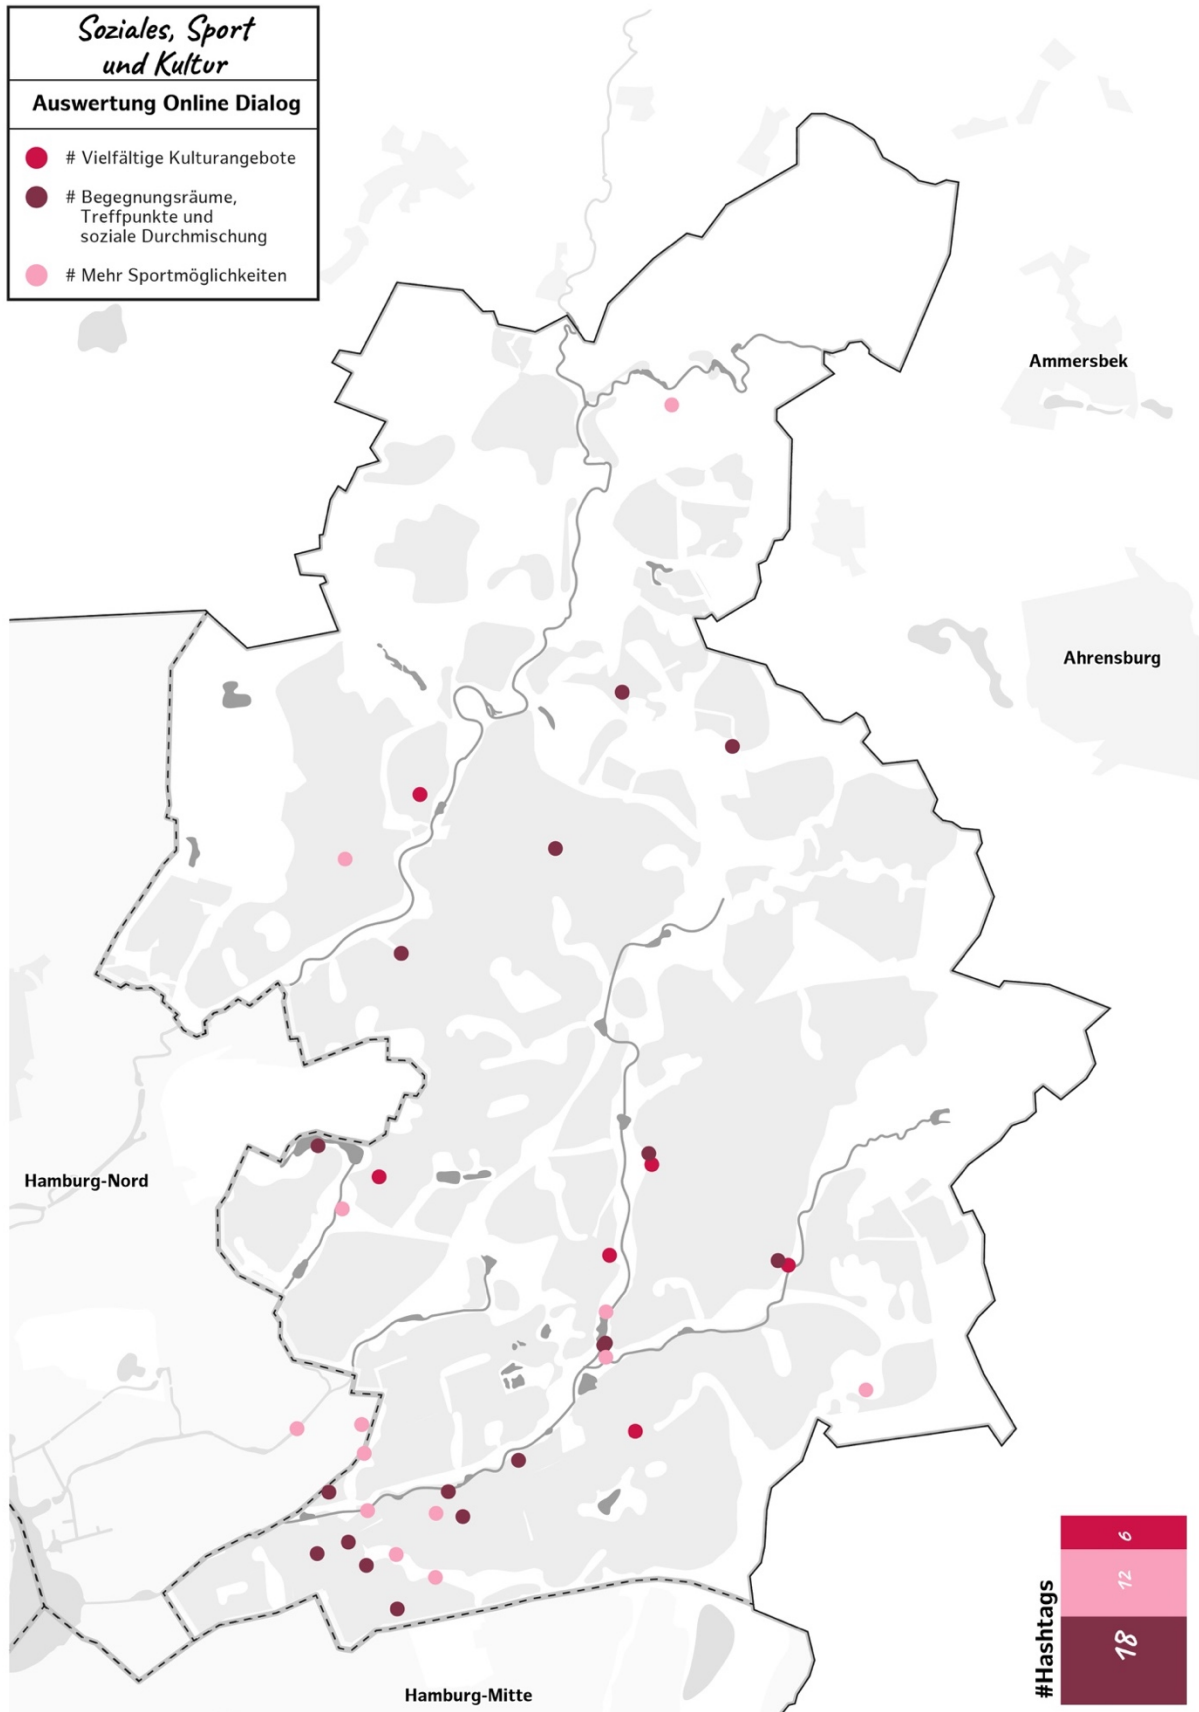 Soziales, Sport
und Kultur
Auswertung Online Dialog
# Vielfältige Kulturangebote
# Begegnungsräume,
Treffpunkte und
soziale Durchmischung
# Mehr Sportmöglichkeiten
Ammersbek
Ahrensburg
Hamburg-Nord
Hamburg-Mitte
#Hashtags
6
12
18